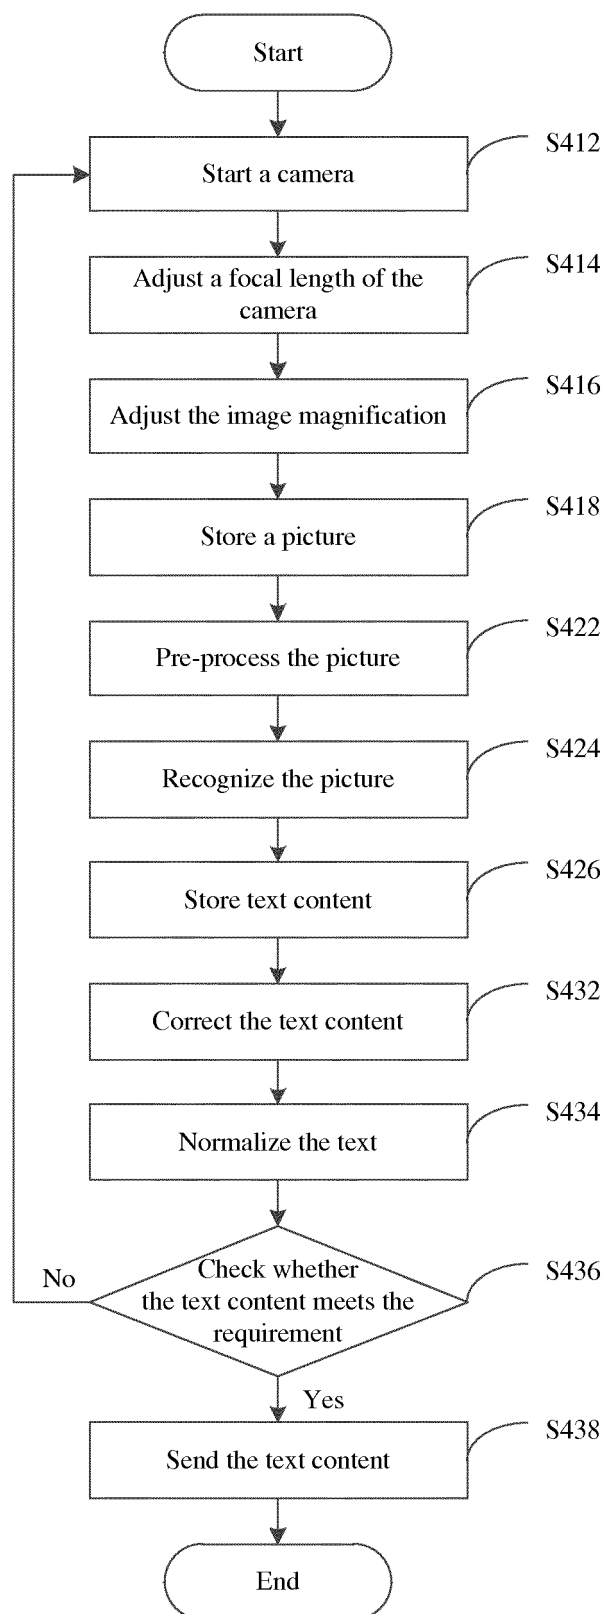 Start
S412
Start a camera
S414
Adjust a focal length of the
camera
S416
Adjust the image magnification
S418
Store a picture
S422
Pre-process the picture
S424
Recognize the picture
S426
Store text content
S432
Correct the text content
S434
Normalize the text
S436
Check whether
the text content meets the
requirement
No
Yes
S438
Send the text content
End